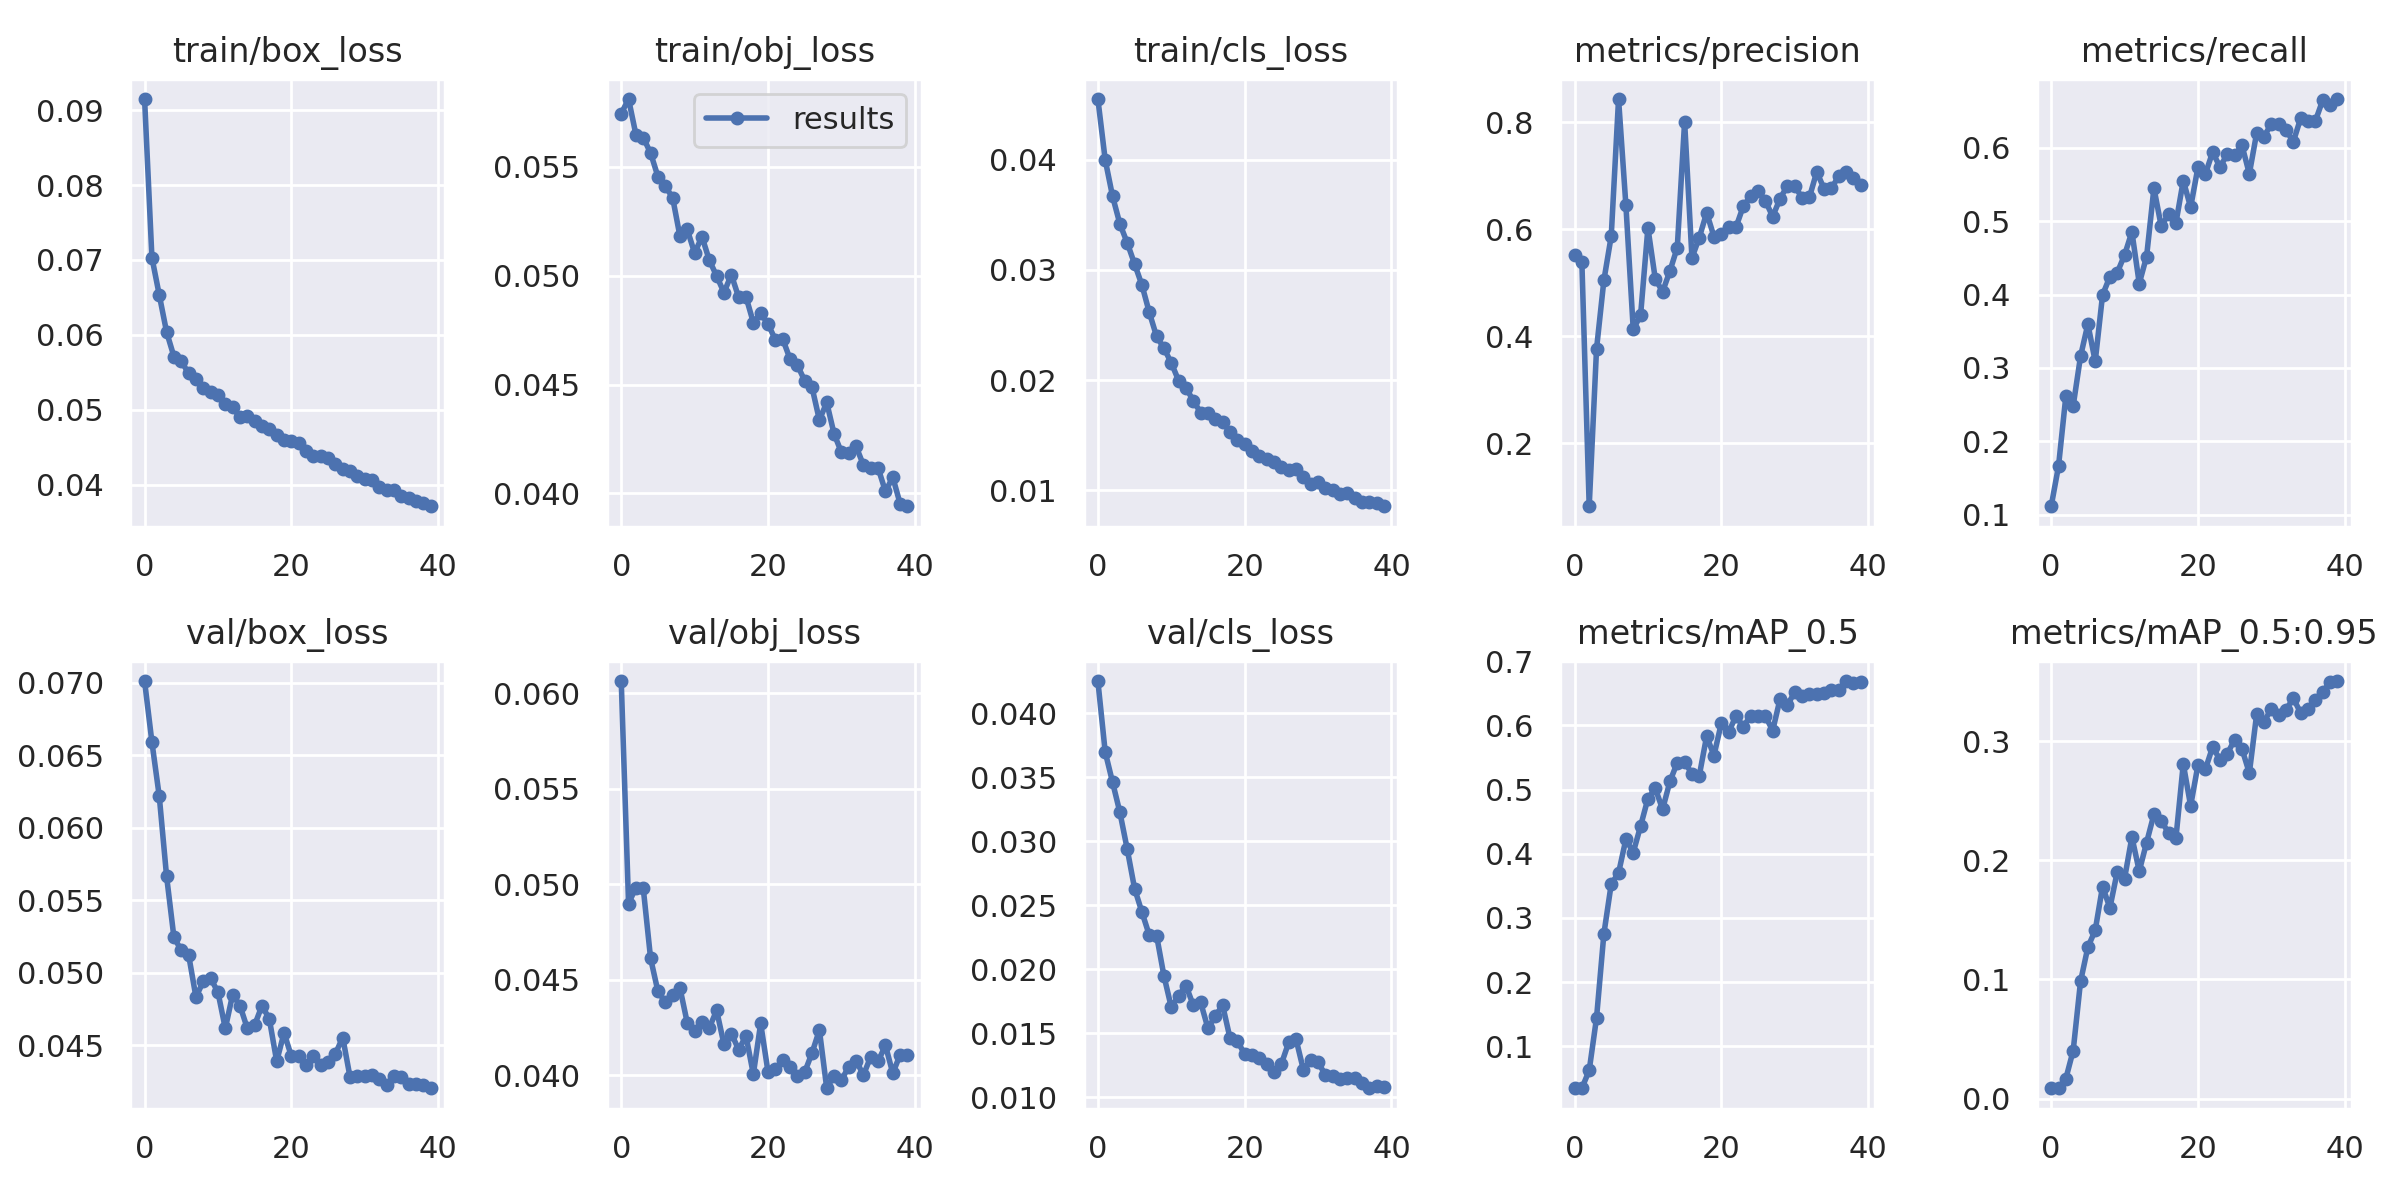 train/box_loss
0.09
0.08
0.07
0.06
0.05
0.04
0 20 40
train/obj_loss
results
0.055
0.050
0.045
0.040
0 20 40
train/cls_loss
0.04
0.03
0.02
0.01
0 20 40
metrics/precision
0.8
0.6
0.4
0.2
0 20 40
metrics/recall
0.6
0.5
0.4
0.3
0.2
0.1
0 20 40
val/box_loss
0.070
0.065
0.060
0.055
0.050
0.045
0 20 40
val/obj_loss
0.060
0.055
0.050
0.045
0.040
0 20 40
val/cls_loss
0.040
0.035
0.030
0.025
0.020
0.015
0.010
0 20 40
metrics/mAP_0.5
0.7
0.6
0.5
0.4
0.3
0.2
0.1
0 20 40
metrics/mAP_0.5:0.95
0.3
0.2
0.1
0.0
0 20 40